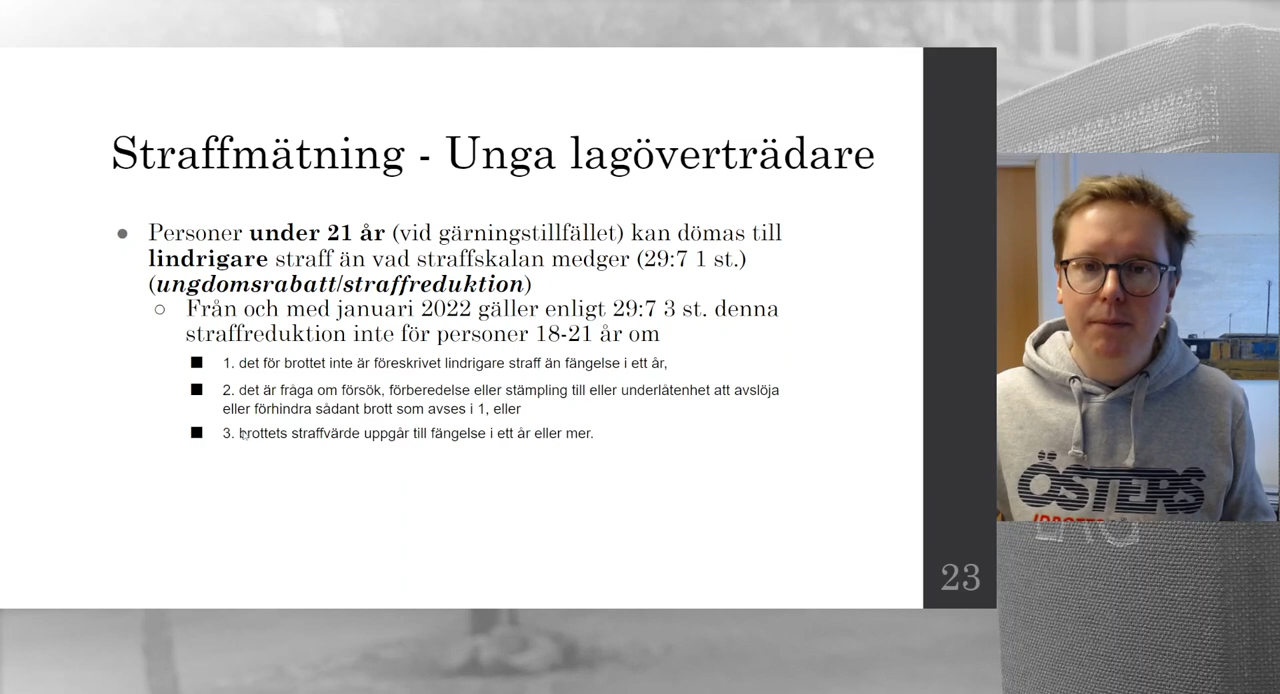 Straffmätning - Unga lagöverträdare
● Personer under 21 år (vid gärningstillfället) kan dömas till
lindrigare straff än vad straffskalan medger (29:7 1 st.)
(ungdomsrabatt/straffreduktion)
○ Från och med januari 2022 gäller enligt 29:7 3 st. denna
straffreduktion inte för personer 18-21 år om
■ 1. det för brottet inte är föreskrivet lindrigare straff än fängelse i ett år,
■ 2. det är fråga om försök, förberedelse eller stämpling till eller underlåtenhet att avslöja
eller förhindra sådant brott som avses i 1, eller
■ 3. brottets straffvärde uppgår till fängelse i ett år eller mer.
23
ÖSTERS